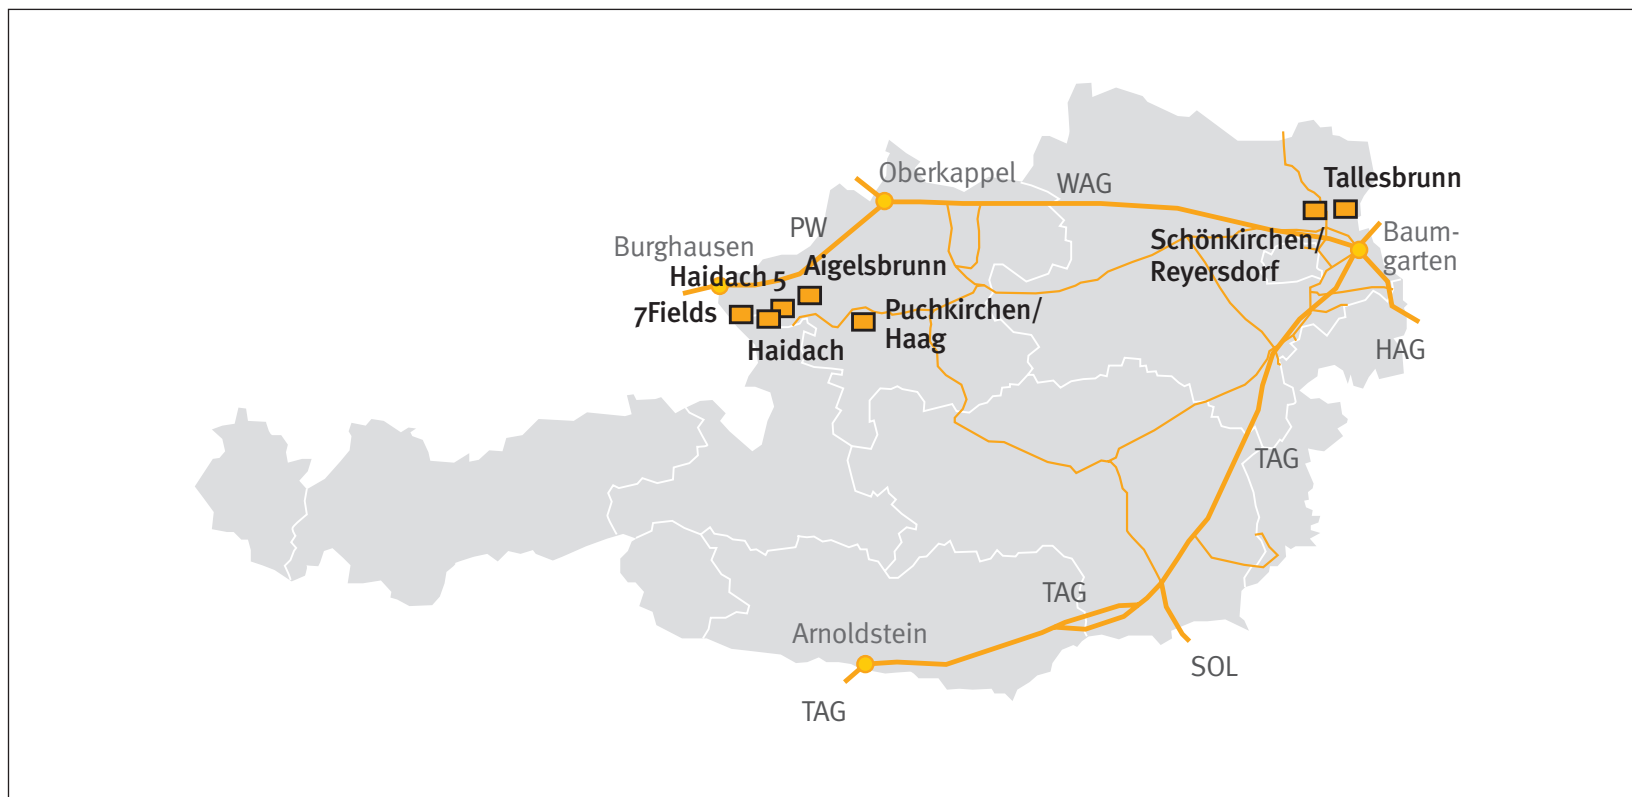 Oberkappel
WAG
Tallesbrunn
PW
Burghausen
Schönkirchen/
Reyersdorf
Baum-
garten
Haidach 5
Aigelsbrunn
7Fields
Puchkirchen/
Haag
Haidach
HAG
TAG
TAG
Arnoldstein
SOL
TAG